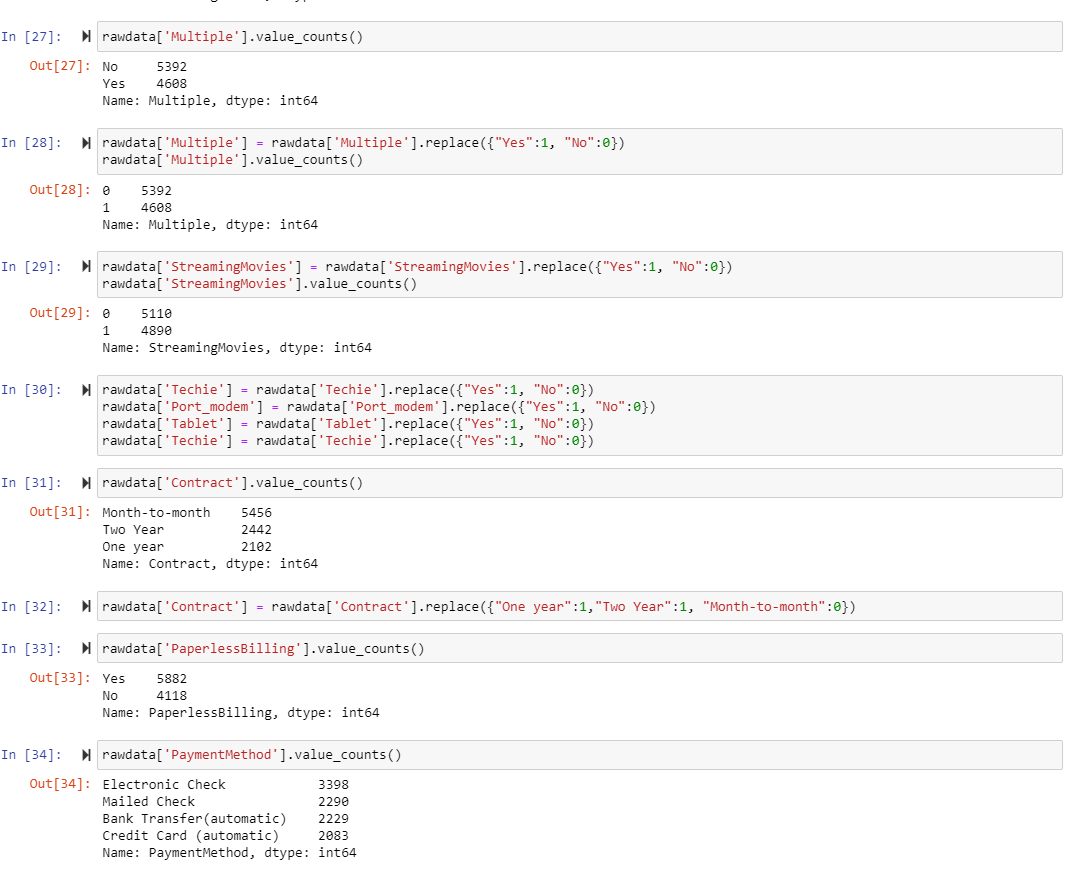 In [27]: rawdata['Multiple'].value_counts()
Out[27]: No     5392
Yes    4608
Name: Multiple, dtype: int64
In [28]: rawdata['Multiple'] = rawdata['Multiple'].replace({"Yes":1, "No":0})
rawdata['Multiple'].value_counts()
Out[28]: 0    5392
1    4608
Name: Multiple, dtype: int64
In [29]: rawdata['StreamingMovies'] = rawdata['StreamingMovies'].replace({"Yes":1, "No":0})
rawdata['StreamingMovies'].value_counts()
Out[29]: 0    5110
1    4890
Name: StreamingMovies, dtype: int64
In [30]: rawdata['Techie'] = rawdata['Techie'].replace({"Yes":1, "No":0})
rawdata['Port_modem'] = rawdata['Port_modem'].replace({"Yes":1, "No":0})
rawdata['Tablet'] = rawdata['Tablet'].replace({"Yes":1, "No":0})
rawdata['Techie'] = rawdata['Techie'].replace({"Yes":1, "No":0})
In [31]: rawdata['Contract'].value_counts()
Out[31]: Month-to-month    5456
Two Year          2442
One year          2102
Name: Contract, dtype: int64
In [32]: rawdata['Contract'] = rawdata['Contract'].replace({"One year":1,"Two Year":1, "Month-to-month":0})
In [33]: rawdata['PaperlessBilling'].value_counts()
Out[33]: Yes    5882
No     4118
Name: PaperlessBilling, dtype: int64
In [34]: rawdata['PaymentMethod'].value_counts()
Out[34]: Electronic Check            3398
Mailed Check                2290
Bank Transfer(automatic)    2229
Credit Card (automatic)     2083
Name: PaymentMethod, dtype: int64